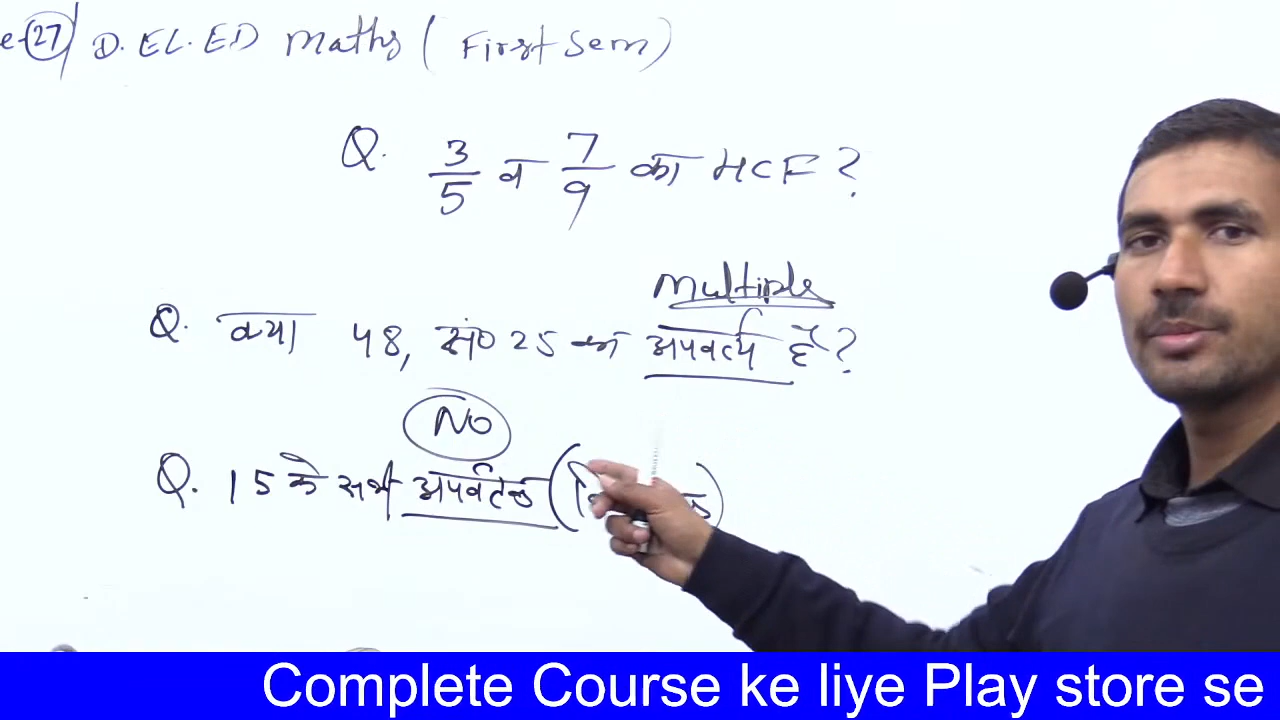 e-27 D.EL.ED Maths (First Sem)
Q. 3/5 व 7/9 का HCF ?
Multiple
Q. क्या 48, सं० 25 का अपवर्त्य है ?
No
Q. 15 के सभी अपवर्तक (
Complete Course ke liye Play store se